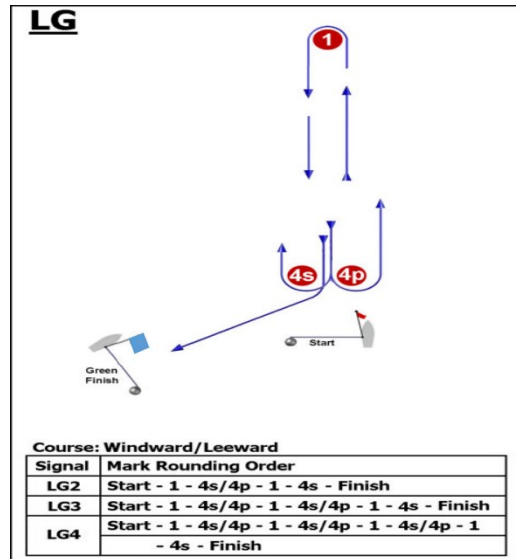 LG
1
4s 4p
Start
Green
Finish
Course: Windward/Leeward
Signal Mark Rounding Order
LG2 Start - 1 - 4s/4p - 1 - 4s - Finish
LG3 Start - 1 - 4s/4p - 1 - 4s/4p - 1 - 4s - Finish
LG4 Start - 1 - 4s/4p - 1 - 4s/4p - 1 - 4s/4p - 1
- 4s - Finish